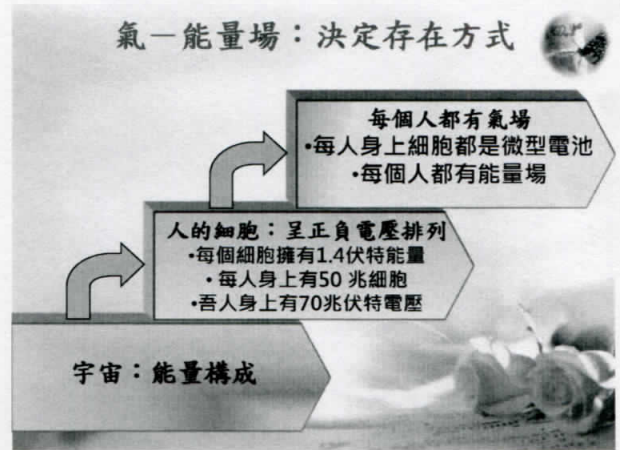 氣－能量場：決定存在方式
每個人都有氣場
•每人身上細胞都是微型電池
•每個人都有能量場
人的細胞：呈正負電壓排列
•每個細胞擁有1.4伏特能量
•每人身上有50 兆細胞
•吾人身上有70兆伏特電壓
宇宙：能量構成